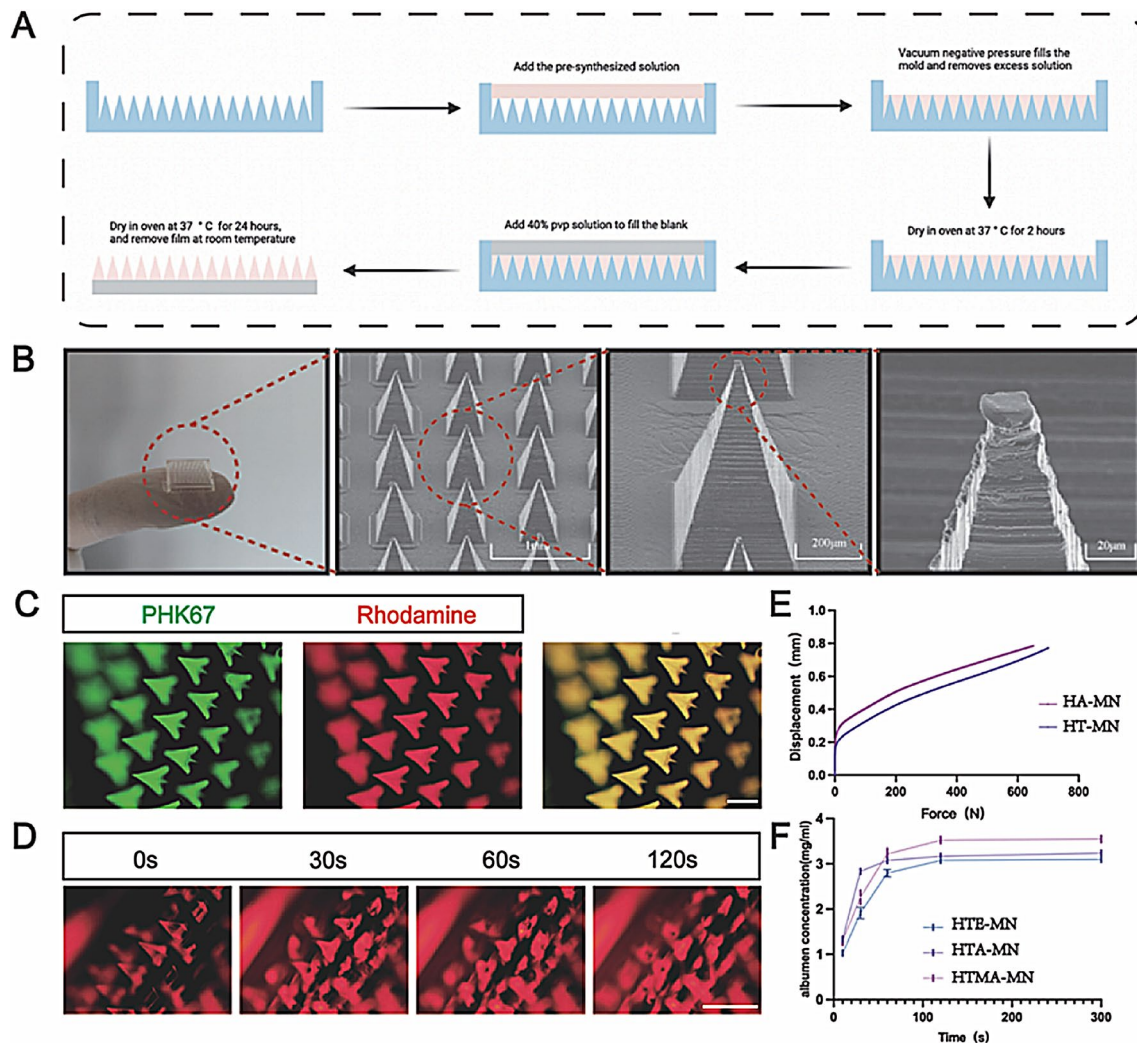 A
Add the pre-synthesized solution
Vacuum negative pressure fills the
mold and removes excess solution
Dry in oven at 37 ° C for 24 hours,
and remove film at room temperature
Add 40% pvp solution to fill the blank
Dry in oven at 37 ° C for 2 hours
B
1mm
200μm
20μm
C
PHK67
Rhodamine
D
0s
30s
60s
120s
E
Displacement (mm)
1.0
0.8
0.6
0.4
0.2
0.0
0
200
400
600
800
Force (N)
HA-MN
HT-MN
F
albumen concentration(mg/ml)
4
3
2
1
0
0
100
200
300
Time (s)
HTE-MN
HTA-MN
HTMA-MN